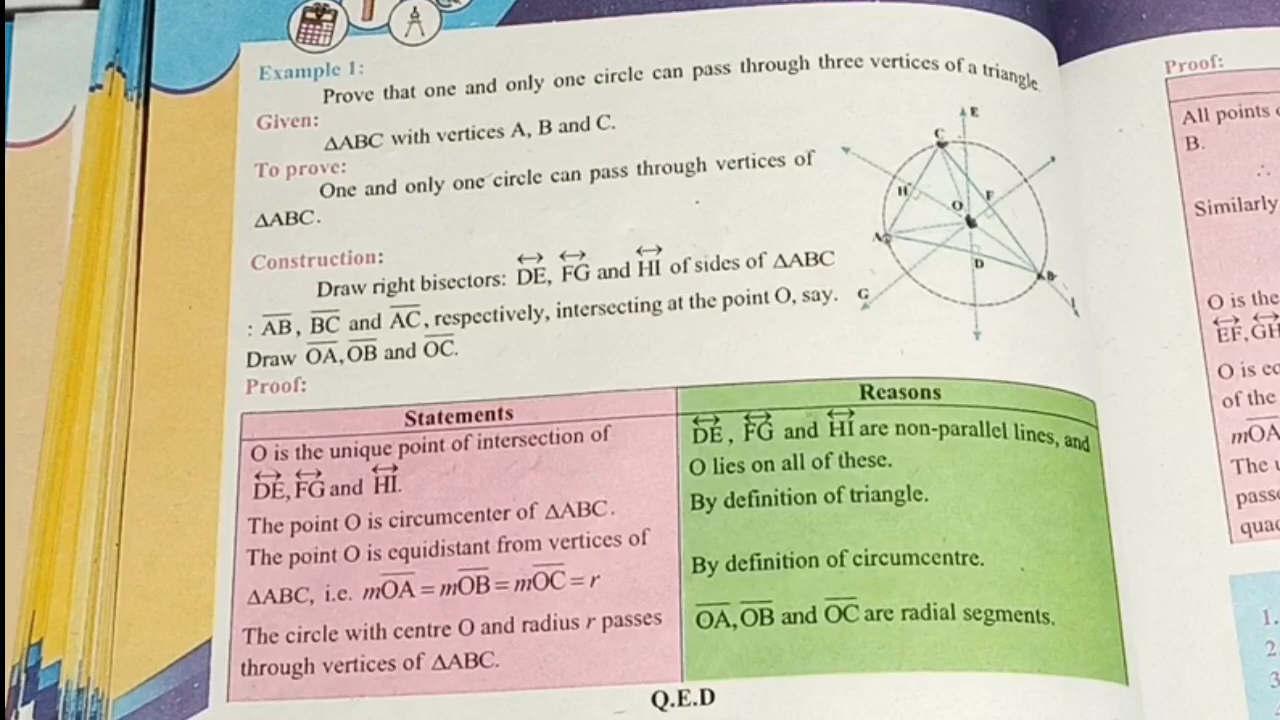 Example 1:
Prove that one and only one circle can pass through three vertices of a triangle.
Given:
ΔABC with vertices A, B and C.
To prove:
One and only one circle can pass through vertices of
ΔABC.
Construction:
Draw right bisectors: DE, FG and HI of sides of ΔABC
: AB, BC and AC, respectively, intersecting at the point O, say.
Draw OA, OB and OC.
E
C
H
F
O
A
D
B
G
I
Proof:
Statements
O is the unique point of intersection of
DE, FG and HI.
The point O is circumcenter of ΔABC.
The point O is equidistant from vertices of
ΔABC, i.e. mOA = mOB = mOC = r
The circle with centre O and radius r passes
through vertices of ΔABC.
Reasons
DE, FG and HI are non-parallel lines, and
O lies on all of these.
By definition of triangle.
By definition of circumcentre.
OA, OB and OC are radial segments.
Q.E.D
Proof:
All points
B.
∴
Similarly
O is the
EF, GH
O is
of the
mOA
The
1.
2
3